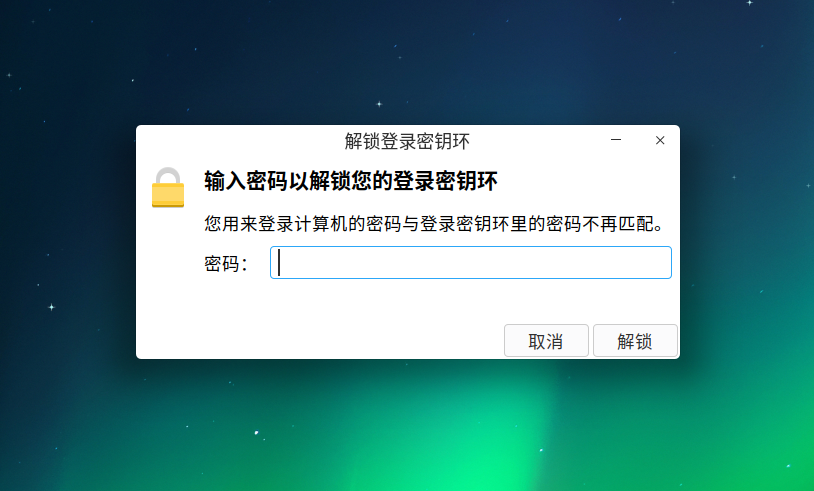 解锁登录密钥环
输入密码以解锁您的登录密钥环
您用来登录计算机的密码与登录密钥环里的密码不再匹配。
密码：
取消 解锁